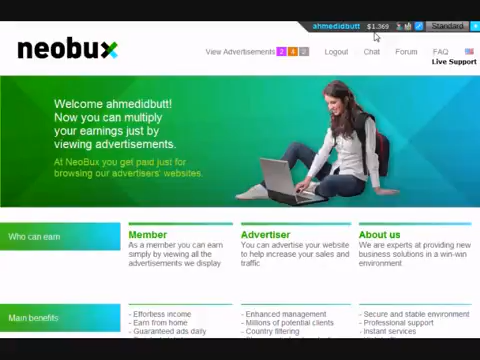 ahmedidbutt $1.369 Standard
neobux
View Advertisements 2 4 2 Logout Chat Forum FAQ
Live Support
Welcome ahmedidbutt!
Now you can multiply
your earnings just by
viewing advertisements.
At NeoBux you get paid just for
browsing our advertisers' websites.
Who can earn
Member
As a member you can earn
simply by viewing all the
advertisements we display
Advertiser
You can advertise your website
to help increase your sales and
traffic
About us
We are experts at providing new
business solutions in a win-win
environment
Main benefits
- Effortless income
- Earn from home
- Guaranteed ads daily
- Enhanced management
- Millions of potential clients
- Country filtering
- Secure and stable environment
- Professional support
- Instant services